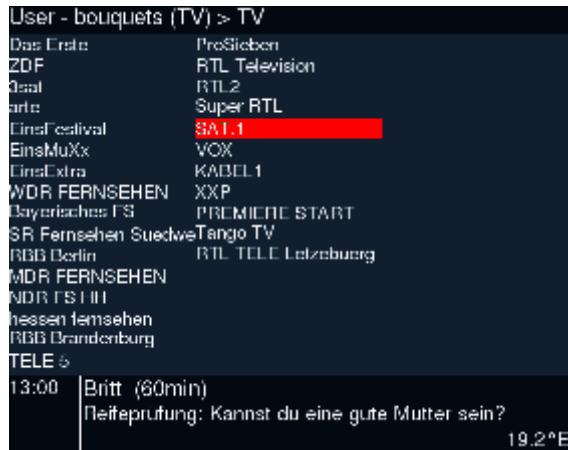 User - bouquets (TV) > TV
Das Erste
ZDF
3sat
arte
EinsFestival
EinsMuXx
EinsExtra
WDR FERNSEHEN
Bayerisches FS
SR Fernsehen Suedwe
RBB Berlin
MDR FERNSEHEN
NDR FS HH
hessen fernsehen
RBB Brandenburg
TELE 5
ProSieben
RTL Television
RTL2
Super RTL
SAT.1
VOX
KABEL1
XXP
PREMIERE START
Tango TV
RTL TELE Letzebuerg
13:00 Britt (60min)
Reifeprufung: Kannst du eine gute Mutter sein?
19.2°E